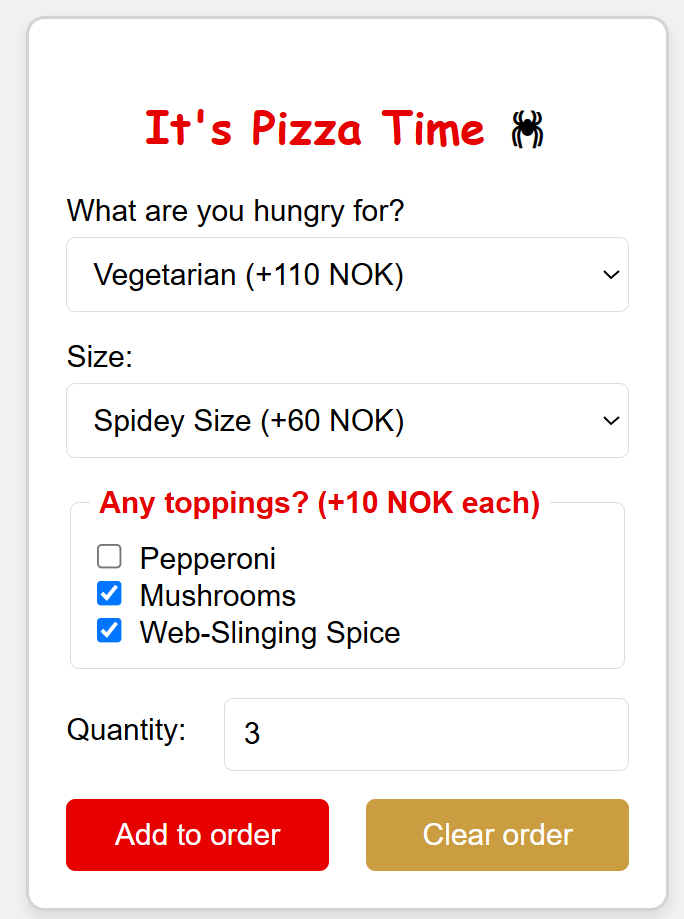 It's Pizza Time 🕷
What are you hungry for?
Vegetarian (+110 NOK)
Size:
Spidey Size (+60 NOK)
Any toppings? (+10 NOK each)
Pepperoni
Mushrooms
Web-Slinging Spice
Quantity: 3
Add to order Clear order